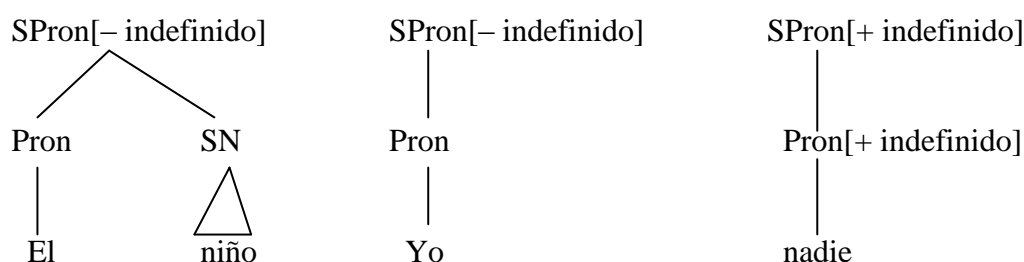 SPron[– indefinido] SPron[– indefinido] SPron[+ indefinido]
Pron SN Pron Pron[+ indefinido]
El niño Yo nadie